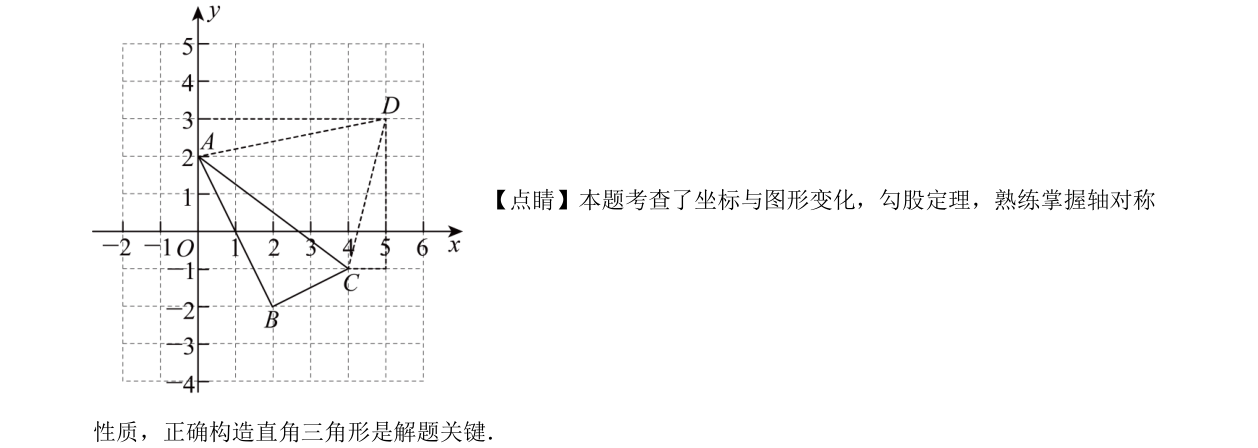 y
5
4
D
3
A
2
1
【点睛】本题考查了坐标与图形变化，勾股定理，熟练掌握轴对称
−2 −1 O 1 2 3 4 5 6 x
−1
C
−2
B
−3
−4
性质，正确构造直角三角形是解题关键．